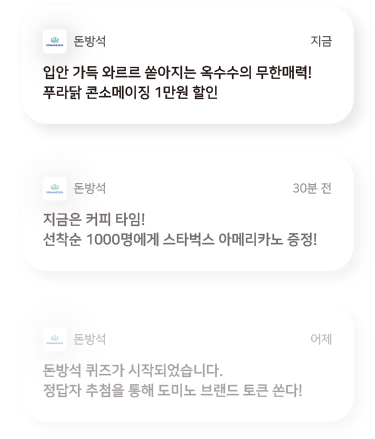 돈방석 지금
입안 가득 와르르 쏟아지는 옥수수의 무한매력!
푸라닭 콘소메이징 1만원 할인
돈방석 30분 전
지금은 커피 타임!
선착순 1000명에게 스타벅스 아메리카노 증정!
돈방석 어제
돈방석 퀴즈가 시작되었습니다.
정답자 추첨을 통해 도미노 브랜드 토큰 쏜다!